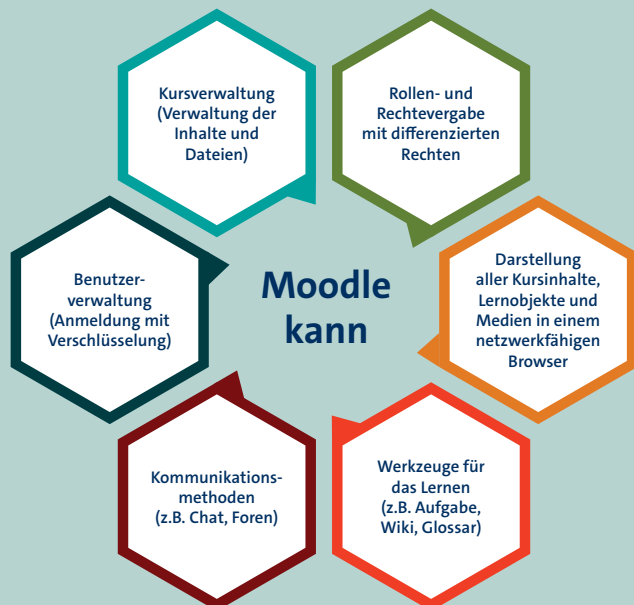 Kursverwaltung
(Verwaltung der
Inhalte und
Dateien)
Rollen- und
Rechtevergabe
mit differenzierten
Rechten
Benutzer-
verwaltung
(Anmeldung mit
Verschlüsselung)
Moodle
kann
Darstellung
aller Kursinhalte,
Lernobjekte und
Medien in einem
netzwerkfähigen
Browser
Kommunikations-
methoden
(z.B. Chat, Foren)
Werkzeuge für
das Lernen
(z.B. Aufgabe,
Wiki, Glossar)